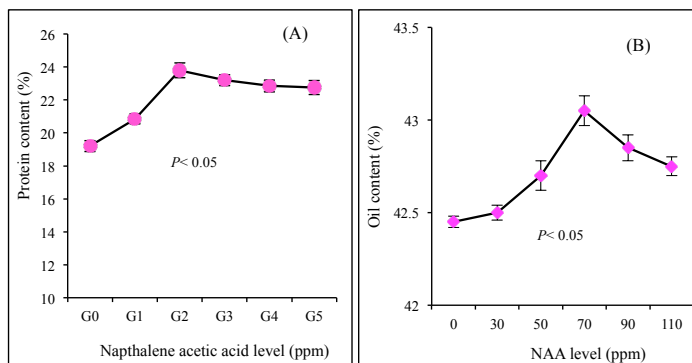 (A)
Protein content (%)
26
24
22
20
18
16
14
12
10
P< 0.05
G0 G1 G2 G3 G4 G5
Napthalene acetic acid level (ppm)
(B)
Oil content (%)
43.5
43
42.5
42
P< 0.05
0 30 50 70 90 110
NAA level (ppm)